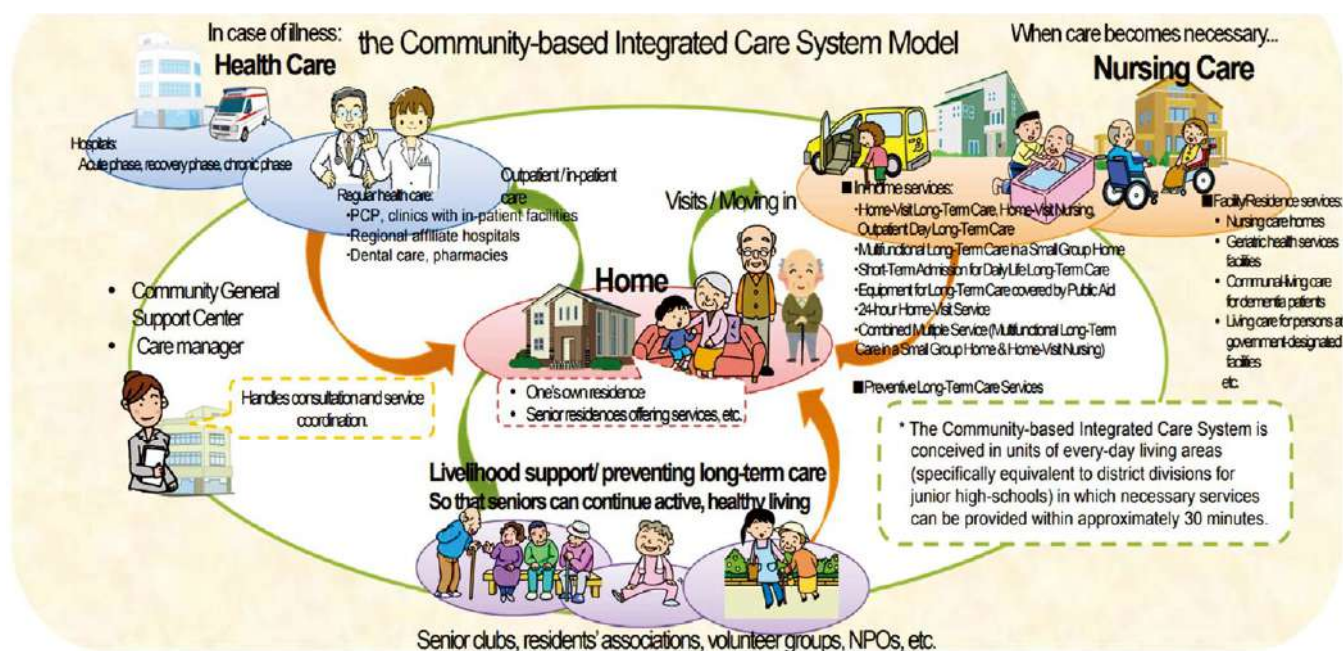 the Community-based Integrated Care System Model
In case of illness:
Health Care
Hospitals:
Acute phase, recovery phase, chronic phase
Regular health care:
•PCP, clinics with in-patient facilities
•Regional affiliate hospitals
•Dental care, pharmacies
Outpatient / in-patient
care
Visits / Moving in
When care becomes necessary...
Nursing Care
■In-home services:
•Home-Visit Long-Term Care, Home-Visit Nursing,
Outpatient Day Long-Term Care
•Multifunctional Long-Term Care in a Small Group Home
•Short-Term Admission for Daily Life Long-Term Care
•Equipment for Long-Term Care covered by Public Aid
•24-hour Home-Visit Service
•Combined Multiple Service (Multifunctional Long-Term
Care in a Small Group Home & Home-Visit Nursing)
■Preventive Long-Term Care Services
■Facility/Residence services:
• Nursing care homes
• Geriatric health services
facilities
• Communal-living care
for dementia patients
• Living care for persons at
government-designated
facilities
etc.
• Community General
Support Center
• Care manager
Handles consultation and service
coordination.
Home
• One's own residence
• Senior residences offering services, etc.
Livelihood support/ preventing long-term care
So that seniors can continue active, healthy living
Senior clubs, residents' associations, volunteer groups, NPOs, etc.
* The Community-based Integrated Care System is
conceived in units of every-day living areas
(specifically equivalent to district divisions for
junior high-schools) in which necessary services
can be provided within approximately 30 minutes.